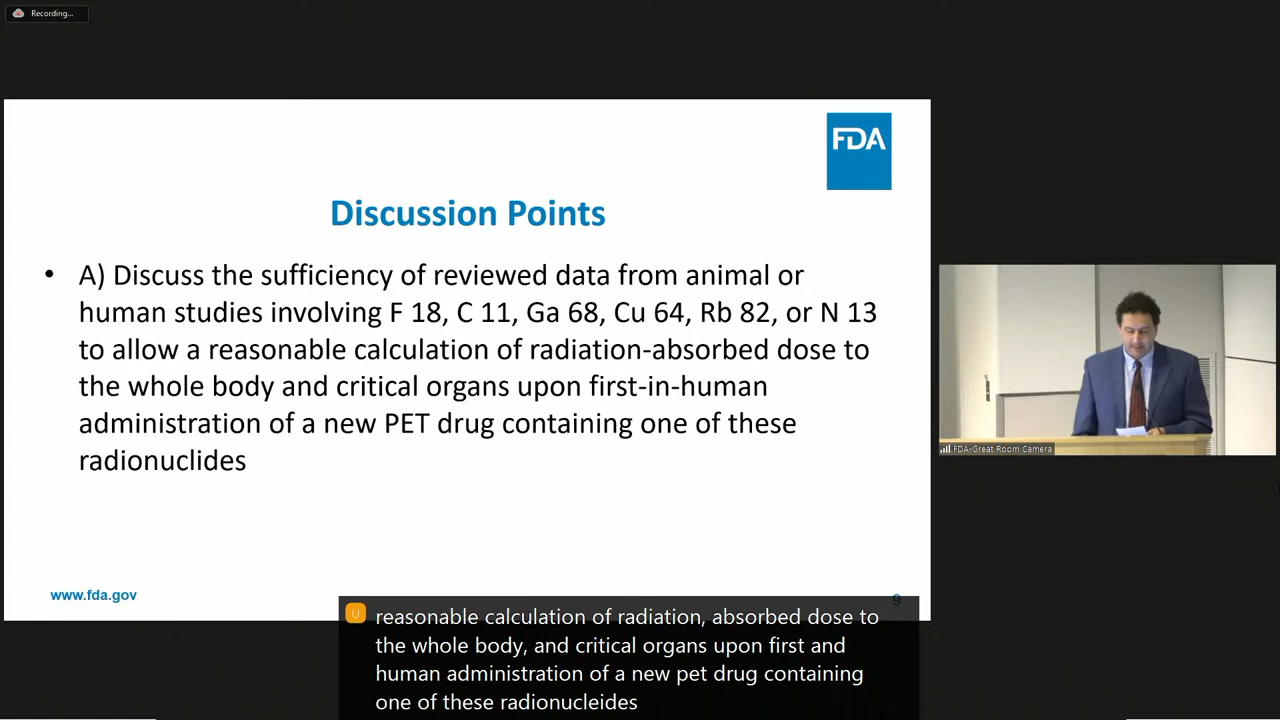 Recording...
FDA
Discussion Points
• A) Discuss the sufficiency of reviewed data from animal or
human studies involving F 18, C 11, Ga 68, Cu 64, Rb 82, or N 13
to allow a reasonable calculation of radiation-absorbed dose to
the whole body and critical organs upon first-in-human
administration of a new PET drug containing one of these
radionuclides
FDA-Great Room Camera
www.fda.gov
9
U
reasonable calculation of radiation, absorbed dose to
the whole body, and critical organs upon first and
human administration of a new pet drug containing
one of these radionucleides